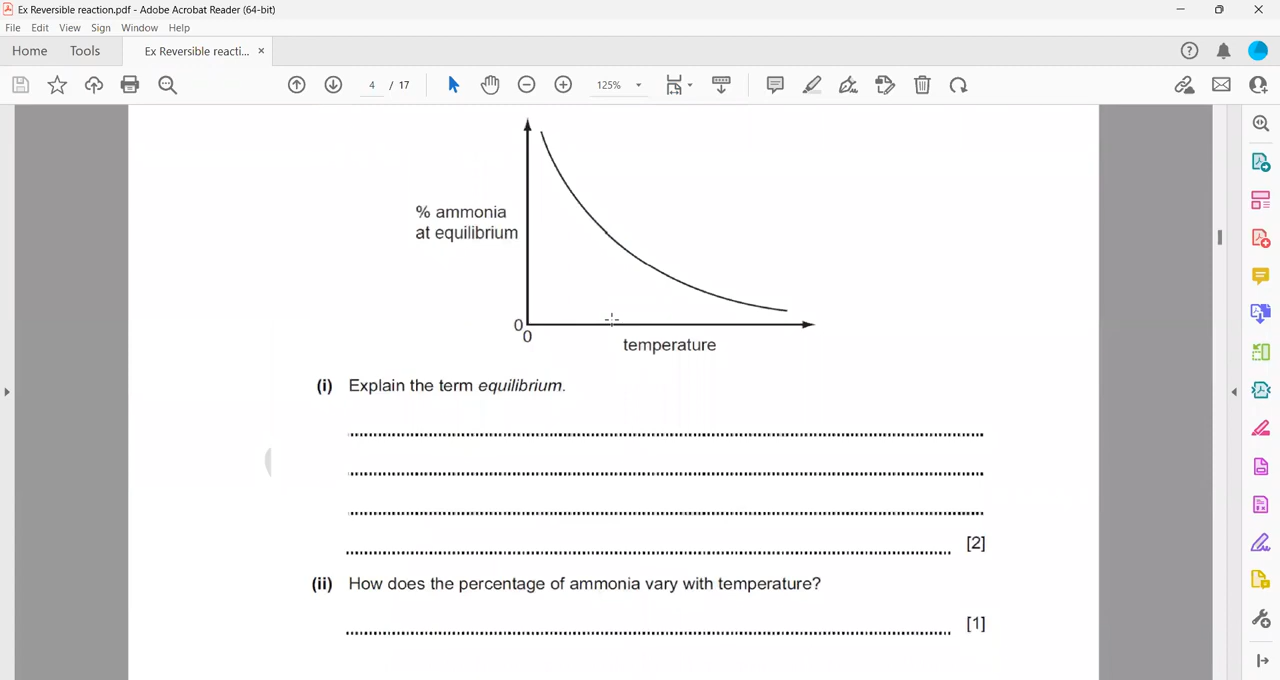 Ex Reversible reaction.pdf - Adobe Acrobat Reader (64-bit)
File Edit View Sign Window Help
Home Tools Ex Reversible reacti... ×
4 / 17 125%
% ammonia
at equilibrium
0
0
temperature
(i) Explain the term equilibrium.
[2]
(ii) How does the percentage of ammonia vary with temperature?
[1]